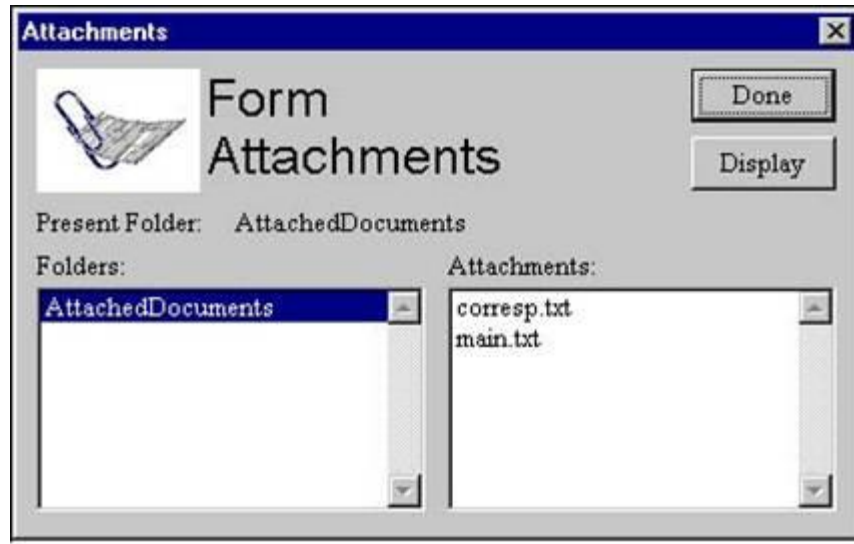 Attachments
Form
Attachments
Done
Display
Present Folder: AttachedDocuments
Folders:
Attachments:
AttachedDocuments
corresp.txt
main.txt